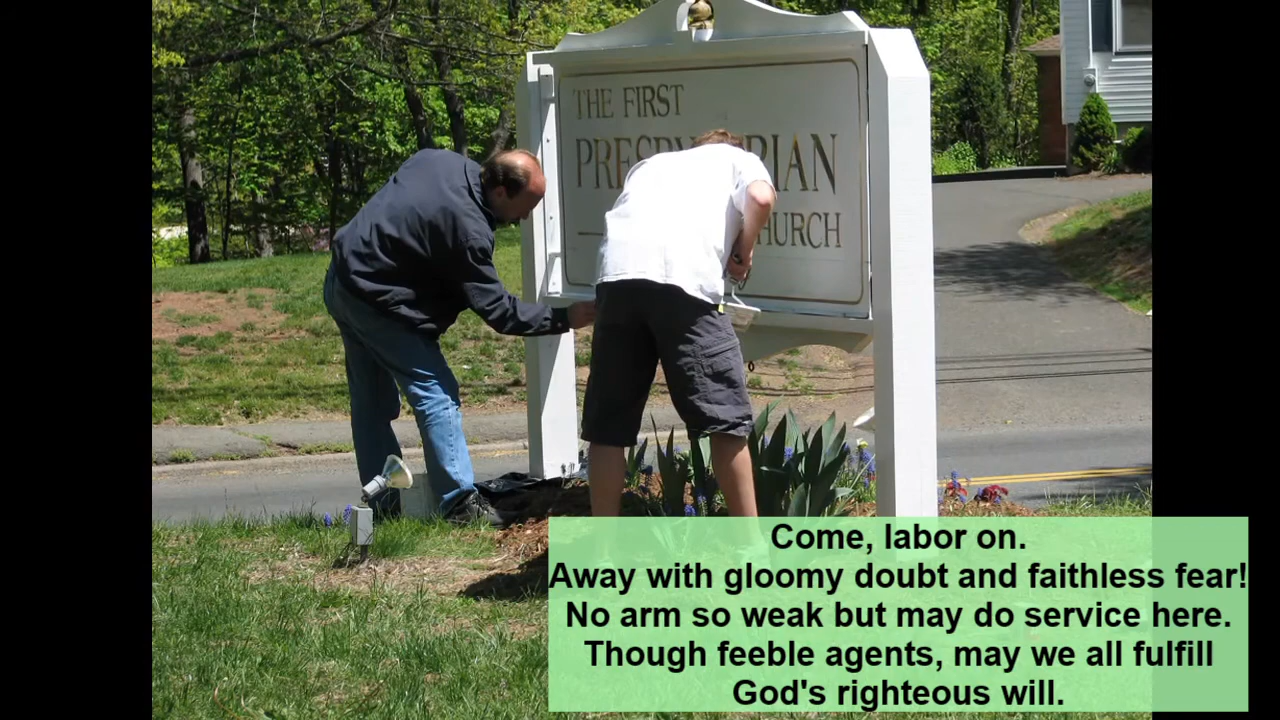 THE FIRST
CHURCH
Come, labor on.
Away with gloomy doubt and faithless fear!
No arm so weak but may do service here.
Though feeble agents, may we all fulfill
God's righteous will.